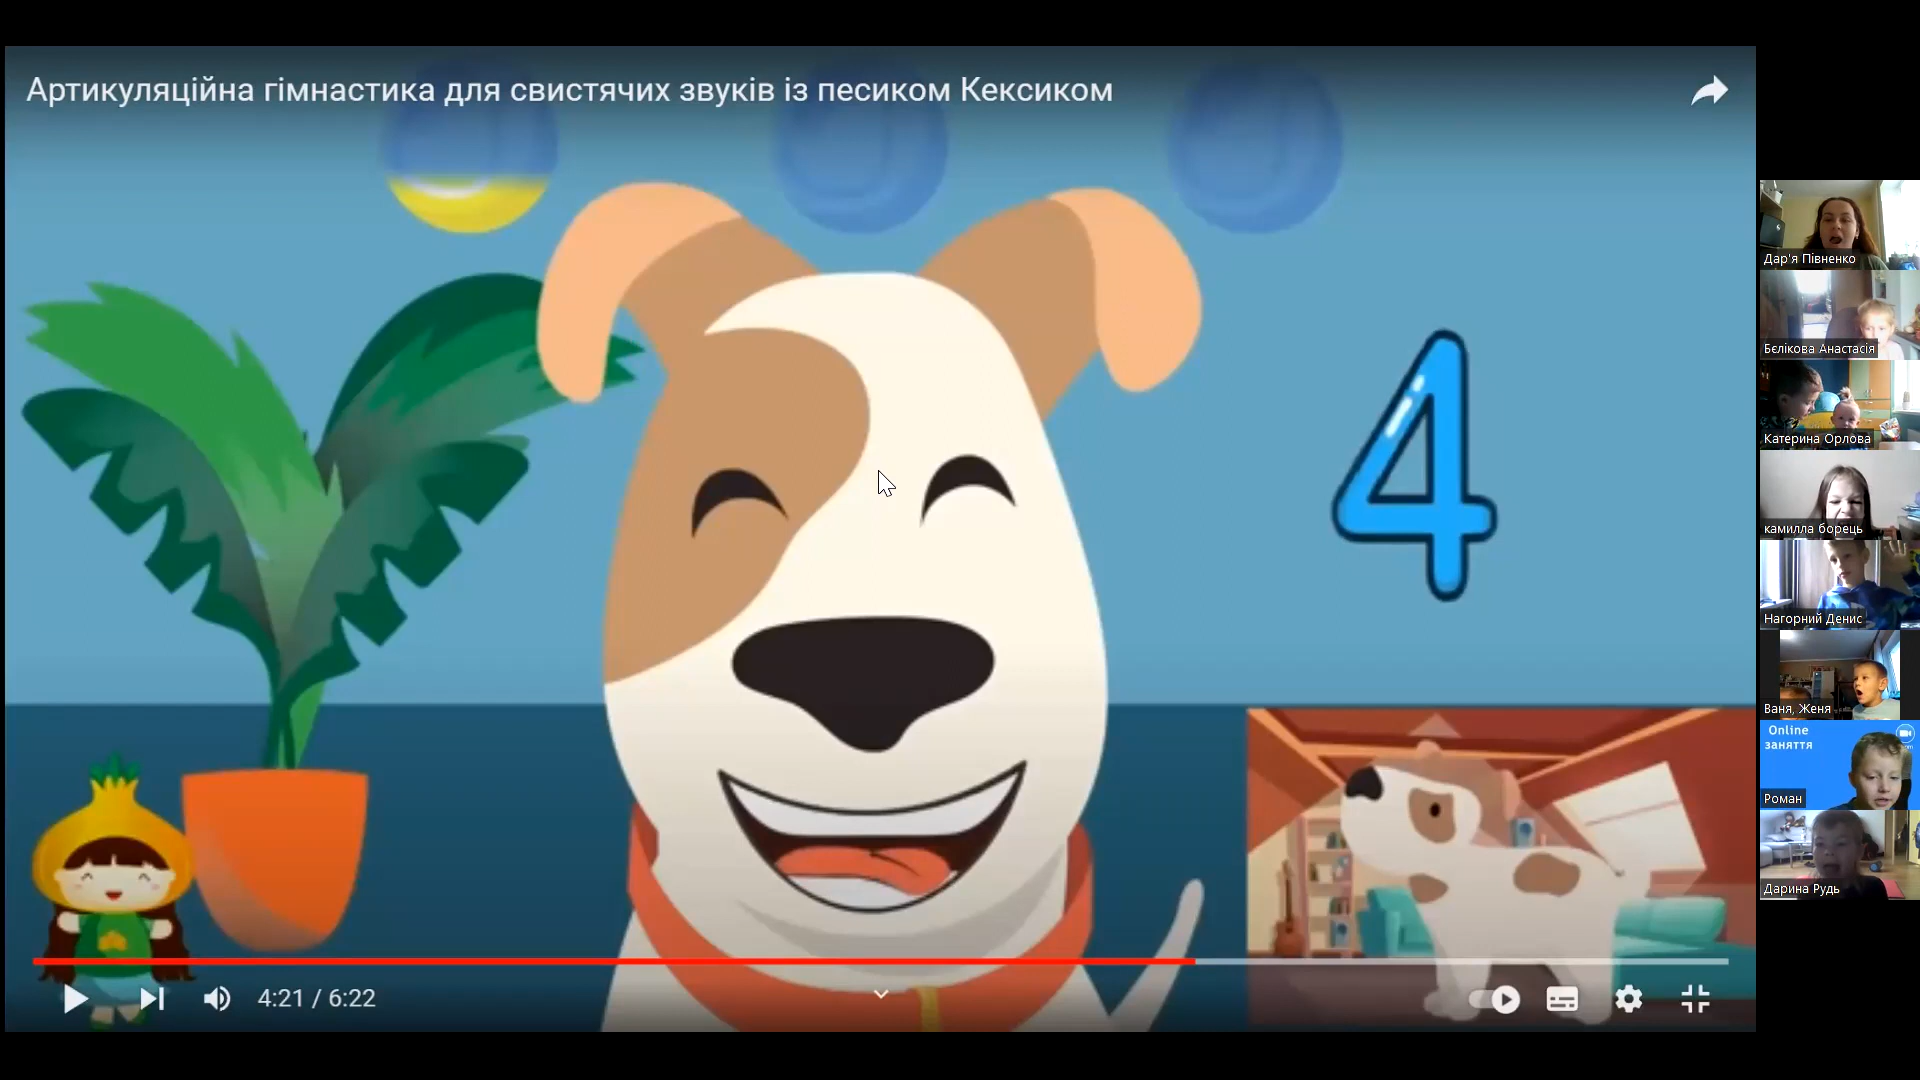 Артикуляційна гімнастика для свистячих звуків із песиком Кексиком
4
4:21 / 6:22
Дар'я Півненко
Бєлікова Анастасія
Катерина Орлова
камилла борець
Нагорний Денис
Ваня, Женя
Online
заняття
Роман
Дарина Рудь